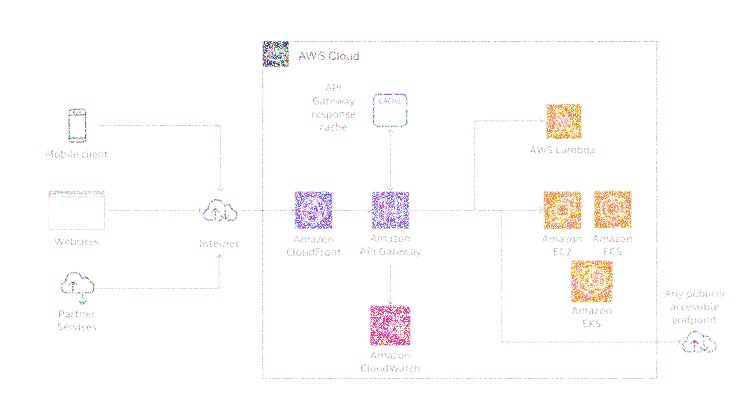 AWS Cloud
API
Gateway
response
cache
CACHE
Mobile client
AWS Lambda
Websites
Internet
Amazon
CloudFront
Amazon
API Gateway
Amazon
EC2
Amazon
ECS
Partner
Services
Amazon
EKS
Any publicly
accessible
endpoint
Amazon
CloudWatch